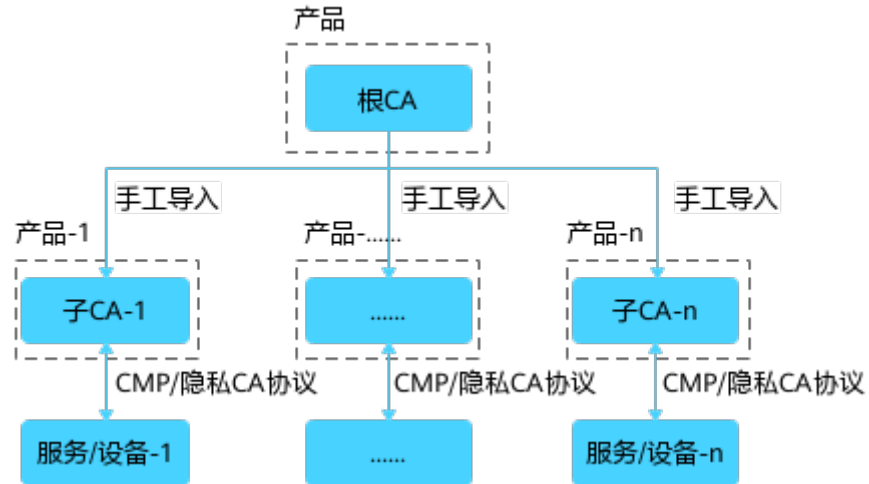 产品
根CA
手工导入
手工导入
手工导入
产品-1
产品-......
产品-n
子CA-1
......
子CA-n
CMP/隐私CA协议
CMP/隐私CA协议
CMP/隐私CA协议
服务/设备-1
......
服务/设备-n